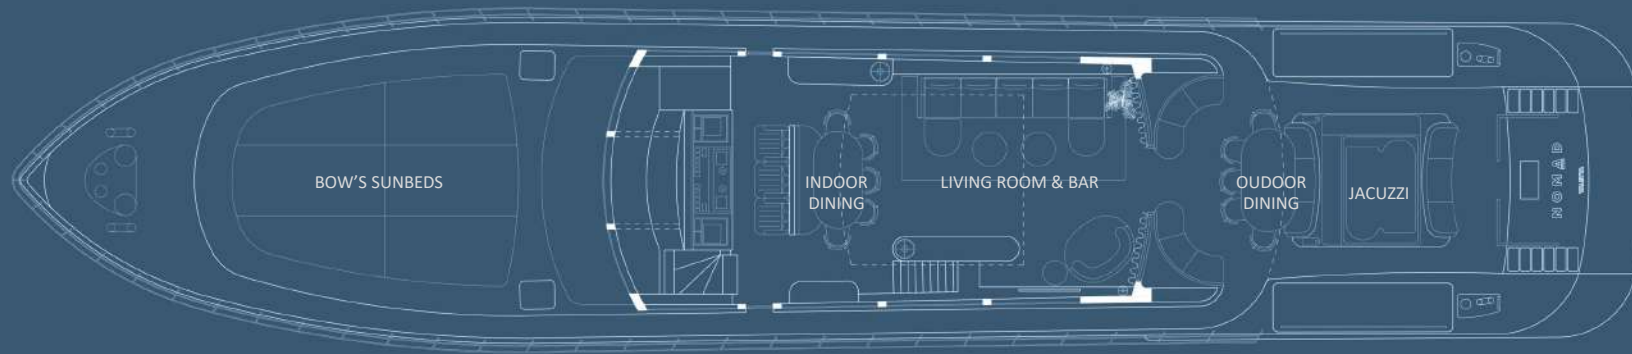 BOW'S SUNBEDS
INDOOR
DINING
LIVING ROOM & BAR
OUDOOR
DINING
JACUZZI
NOMAD